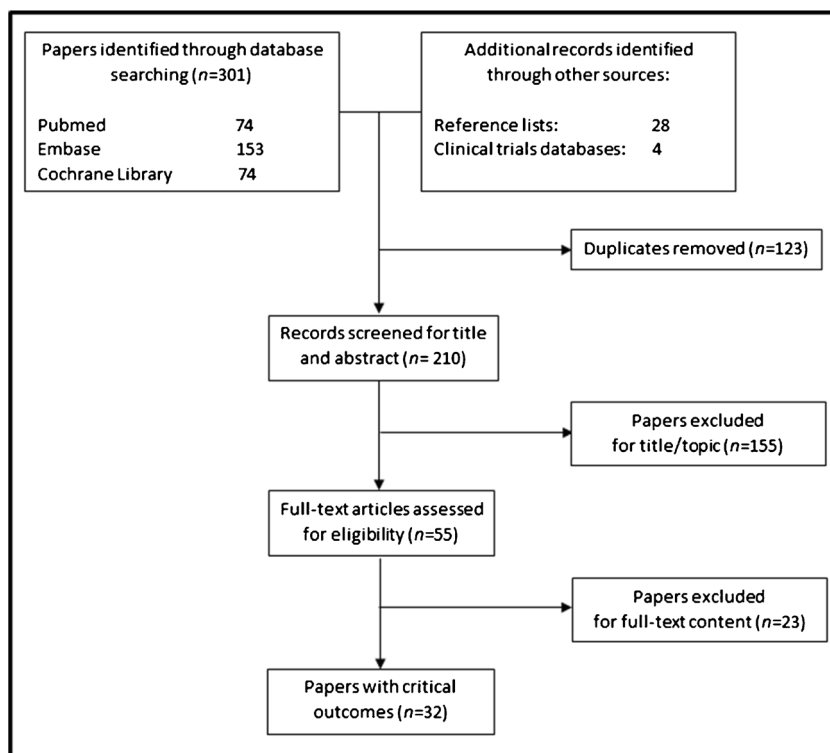 Papers identified through database
searching (n=301)
Pubmed 74
Embase 153
Cochrane Library 74
Additional records identified
through other sources:
Reference lists: 28
Clinical trials databases: 4
Duplicates removed (n=123)
Records screened for title
and abstract (n= 210)
Papers excluded
for title/topic (n=155)
Full-text articles assessed
for eligibility (n=55)
Papers excluded
for full-text content (n=23)
Papers with critical
outcomes (n=32)